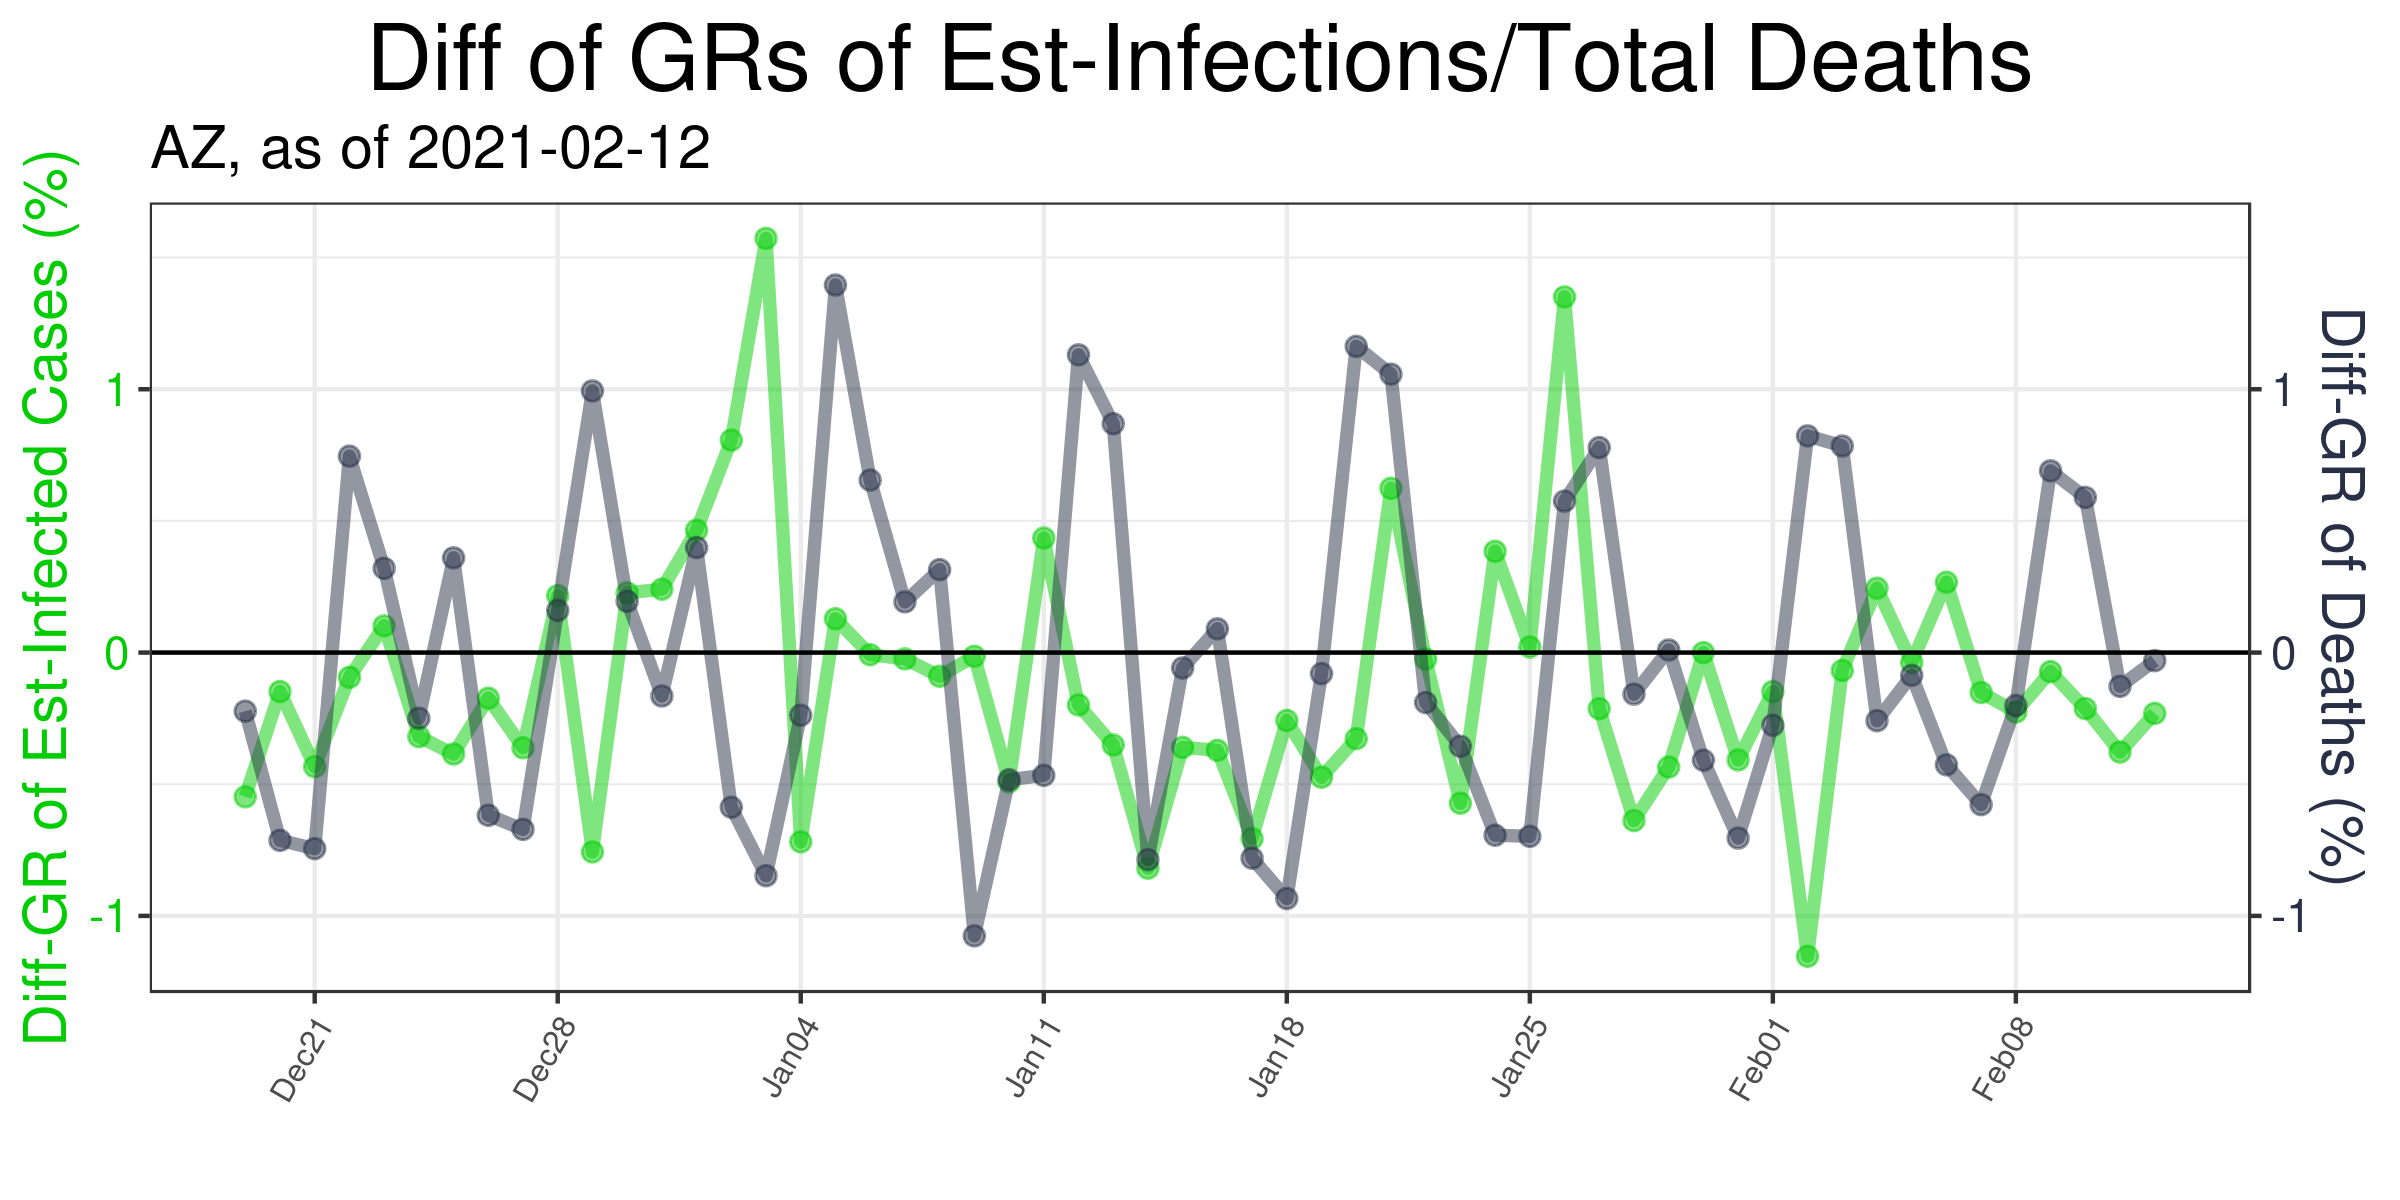 Diff of GRs of Est-Infections/Total Deaths
AZ, as of 2021-02-12
Diff-GR of Est-Infected Cases (%)
1
0
-1
1
0
-1
Diff-GR of Deaths (%)
Dec21
Dec28
Jan04
Jan11
Jan18
Jan25
Feb01
Feb08